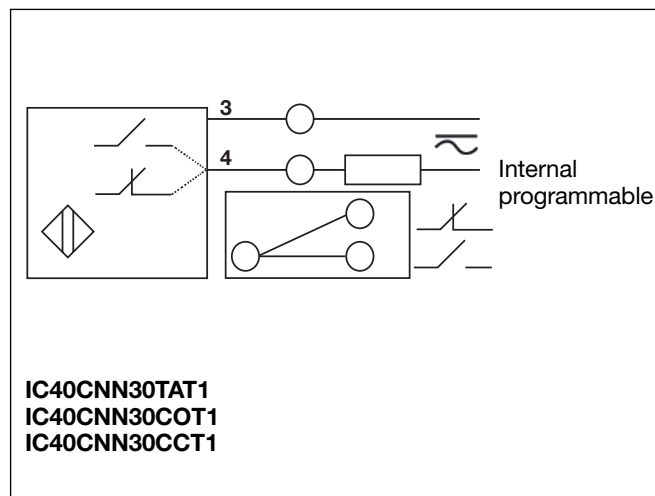 3
4
Internal
programmable
IC40CNN30TAT1
IC40CNN30COT1
IC40CNN30CCT1